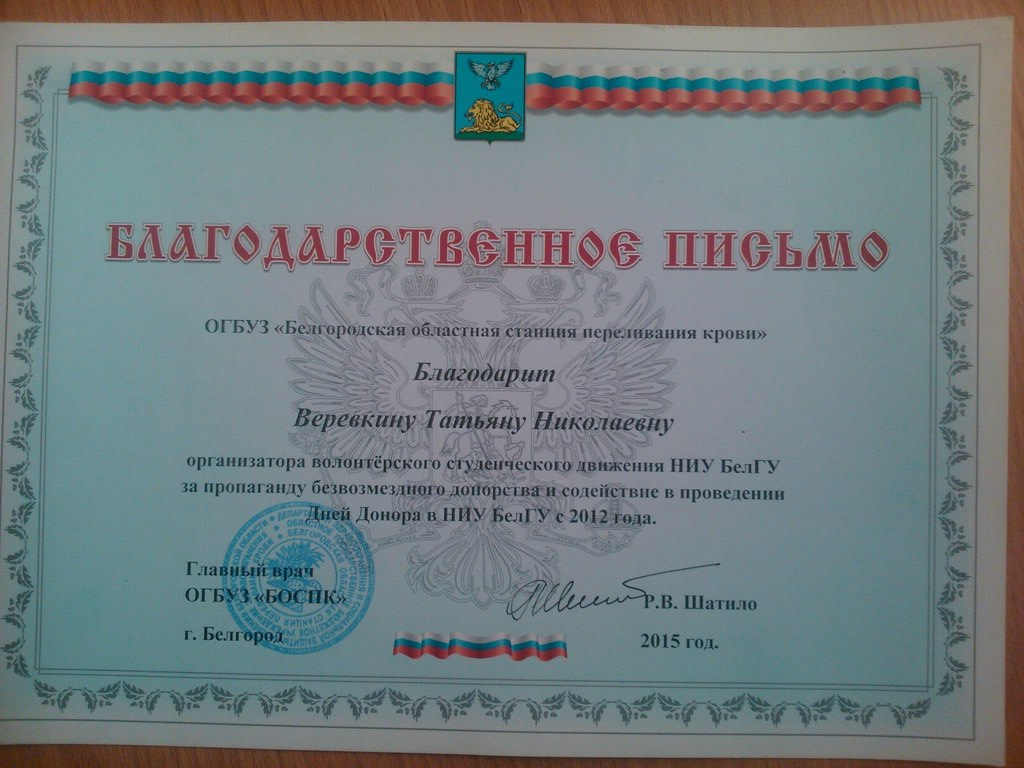 БЛАГОДАРСТВЕННОЕ ПИСЬМО
ОГБУЗ «Белгородская областная станция переливания крови»
Благодарит
Веревкину Татьяну Николаевну
организатора волонтёрского студенческого движения НИУ БелГУ
за пропаганду безвозмездного донорства и содействие в проведении
Дней Донора в НИУ БелГУ с 2012 года.
Главный врач
ОГБУЗ «БОСПК»
Р.В. Шатило
г. Белгород
2015 год.